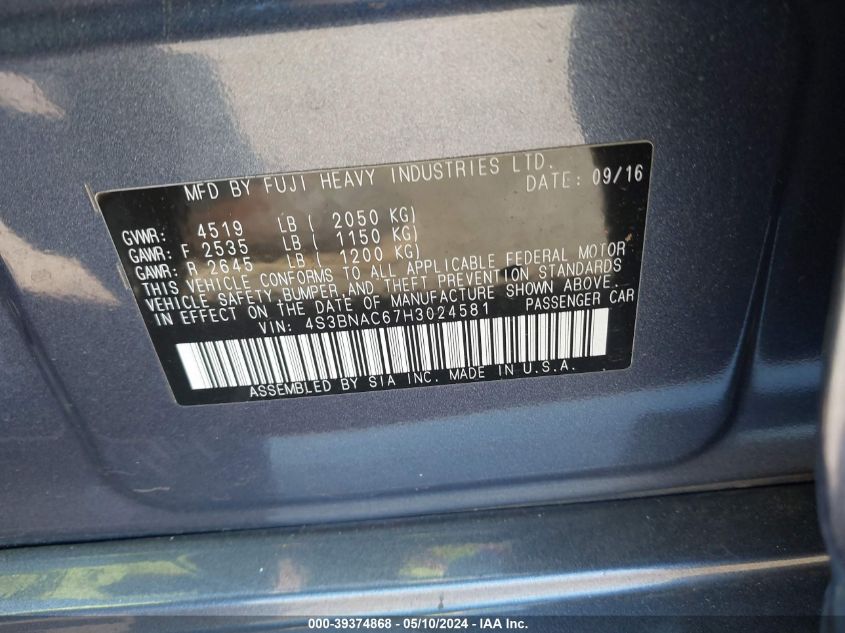 MFD BY FUJI HEAVY INDUSTRIES LTD.
DATE: 09/16
GVWR: 4519 LB ( 2050 KG)
GAWR: F 2535 LB ( 1150 KG)
GAWR: R 2645 LB ( 1200 KG)
THIS VEHICLE CONFORMS TO ALL APPLICABLE FEDERAL MOTOR
VEHICLE SAFETY,BUMPER,AND THEFT PREVENTION STANDARDS
IN EFFECT ON THE DATE OF MANUFACTURE SHOWN ABOVE.
VIN: 4S3BNAC67H3024581 PASSENGER CAR
ASSEMBLED BY SIA INC. MADE IN U.S.A.
000-39374868 - 05/10/2024 - IAA Inc.